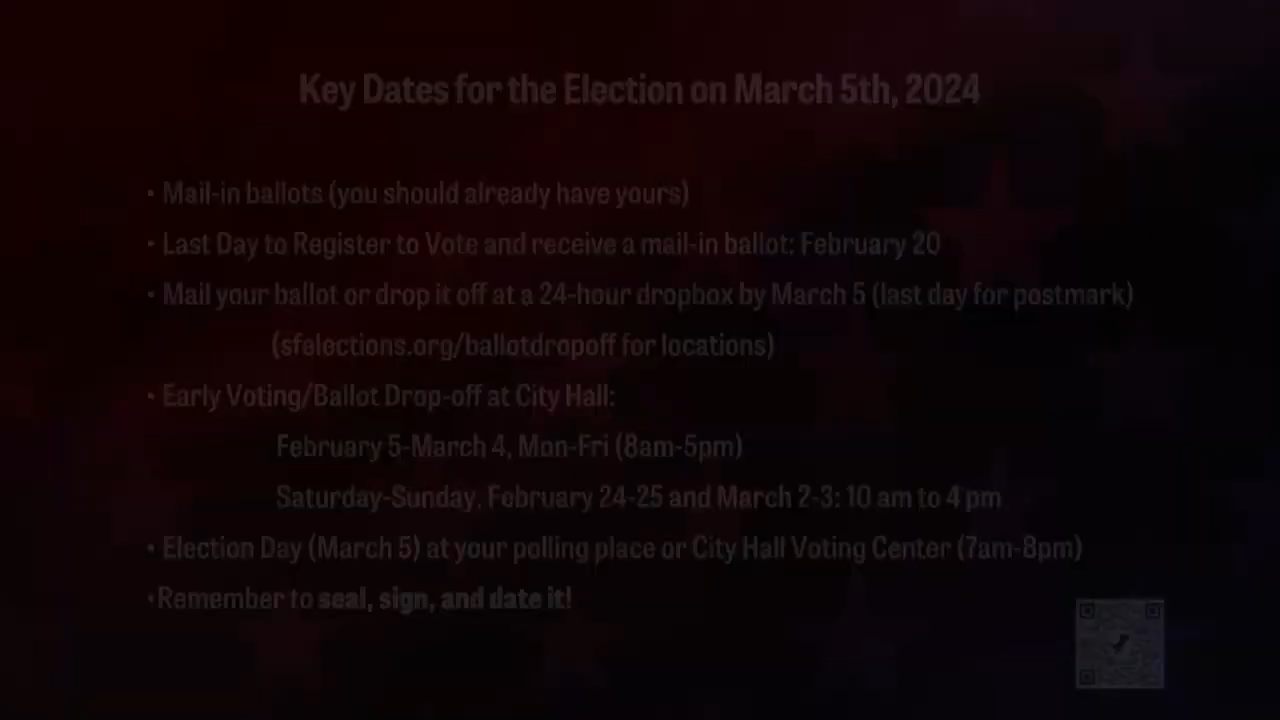 Key Dates for the Election on March 5th, 2024
• Mail-in ballots (you should already have yours)
• Last Day to Register to Vote and receive a mail-in ballot: February 20
• Mail your ballot or drop it off at a 24-hour dropbox by March 5 (last day for postmark)
(sfelections.org/ballotdropoff for locations)
• Early Voting/Ballot Drop-off at City Hall:
February 5-March 4, Mon-Fri (8am-5pm)
Saturday-Sunday, February 24-25 and March 2-3: 10 am to 4 pm
• Election Day (March 5) at your polling place or City Hall Voting Center (7am-8pm)
•Remember to seal, sign, and date it!